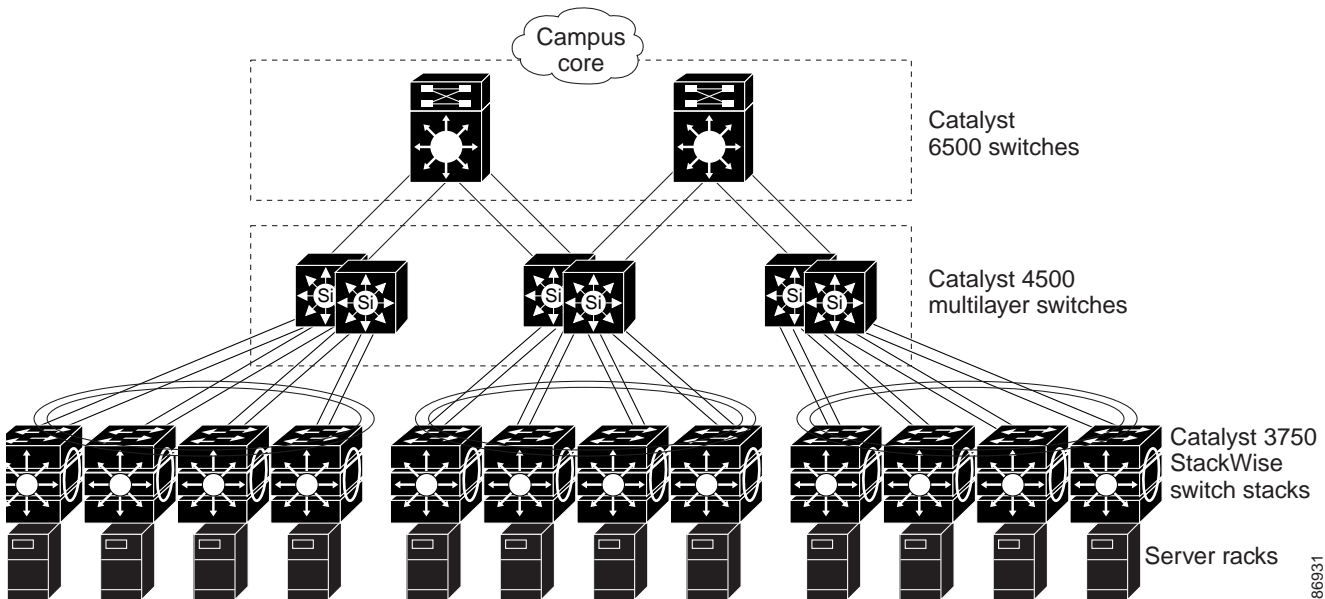 Campus
core
Catalyst
6500 switches
Si
Si
Si
Si
Si
Si
Catalyst 4500
multilayer switches
Catalyst 3750
StackWise
switch stacks
Server racks
86931